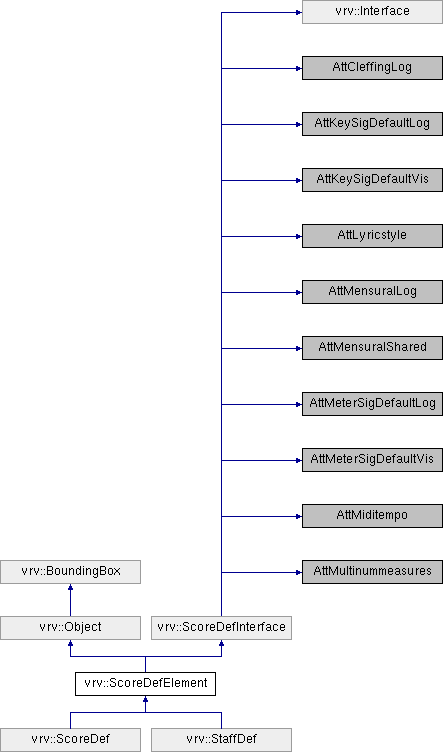 vrv::Interface
AttCleffingLog
AttKeySigDefaultLog
AttKeySigDefaultVis
AttLyricstyle
AttMensuralLog
AttMensuralShared
AttMeterSigDefaultLog
AttMeterSigDefaultVis
AttMiditempo
vrv::BoundingBox
AttMultinummeasures
vrv::Object
vrv::ScoreDefInterface
vrv::ScoreDefElement
vrv::ScoreDef
vrv::StaffDef